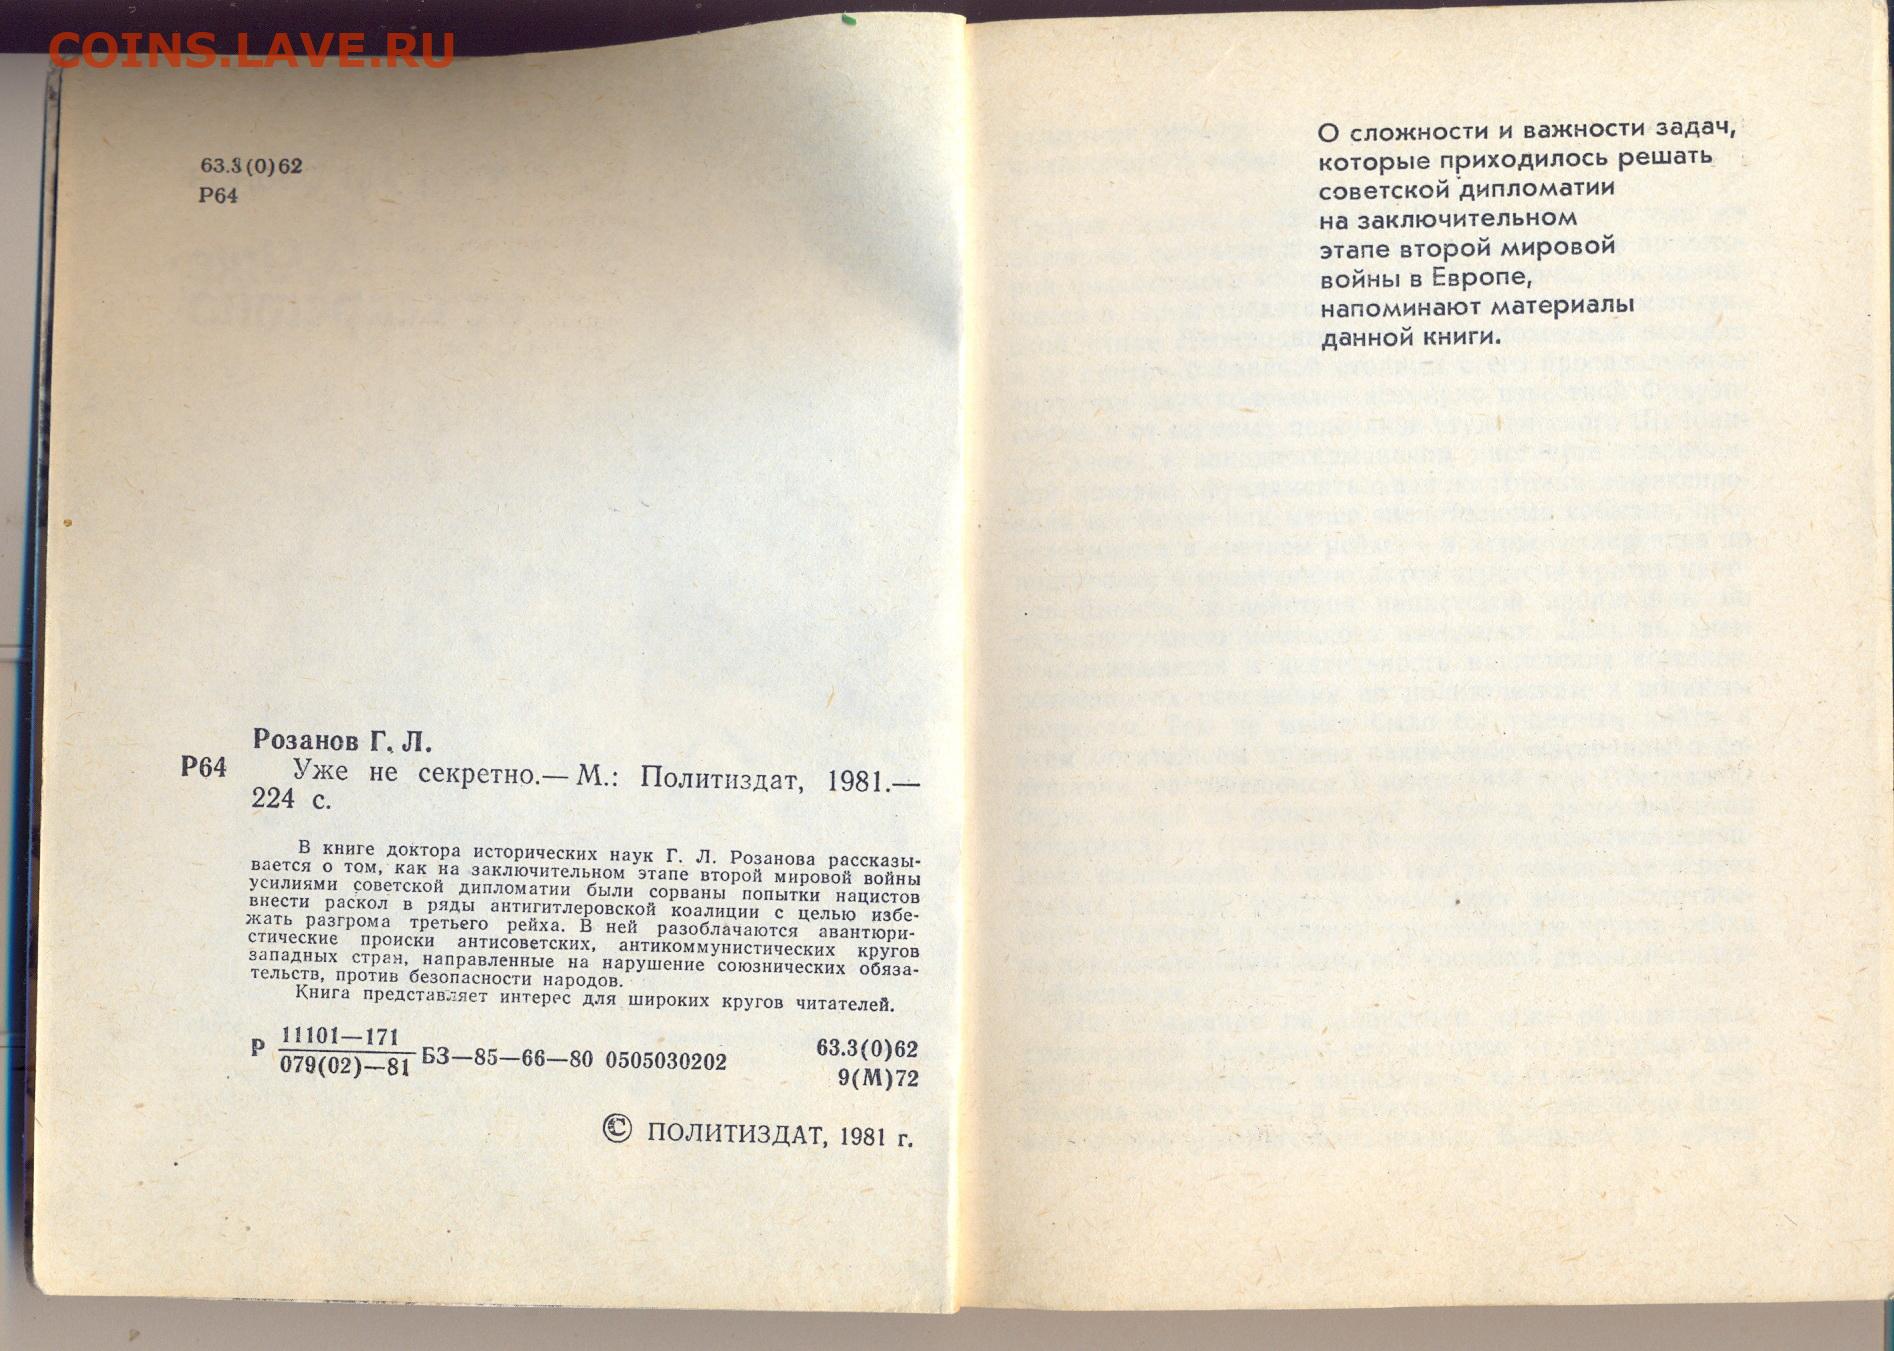 COINS.LAVE.RU
63.3(0)62
Р64
Розанов Г. Л.
Р64
Уже не секретно.— М.: Политиздат, 1981.—
224 с.
В книге доктора исторических наук Г. Л. Розанова рассказы-
вается о том, как на заключительном этапе второй мировой войны
усилиями советской дипломатии были сорваны попытки нацистов
внести раскол в ряды антигитлеровской коалиции с целью избе-
жать разгрома третьего рейха. В ней разоблачаются авантюри-
стические происки антисоветских, антикоммунистических кругов
западных стран, направленные на нарушение союзнических обяза-
тельств, против безопасности народов.
Книга представляет интерес для широких кругов читателей.
Р 11101—171
079(02)—81 БЗ—85—66—80 0505030202
63.3(0)62
9(М)72
© ПОЛИТИЗДАТ, 1981 г.
О сложности и важности задач,
которые приходилось решать
советской дипломатии
на заключительном
этапе второй мировой
войны в Европе,
напоминают материалы
данной книги.